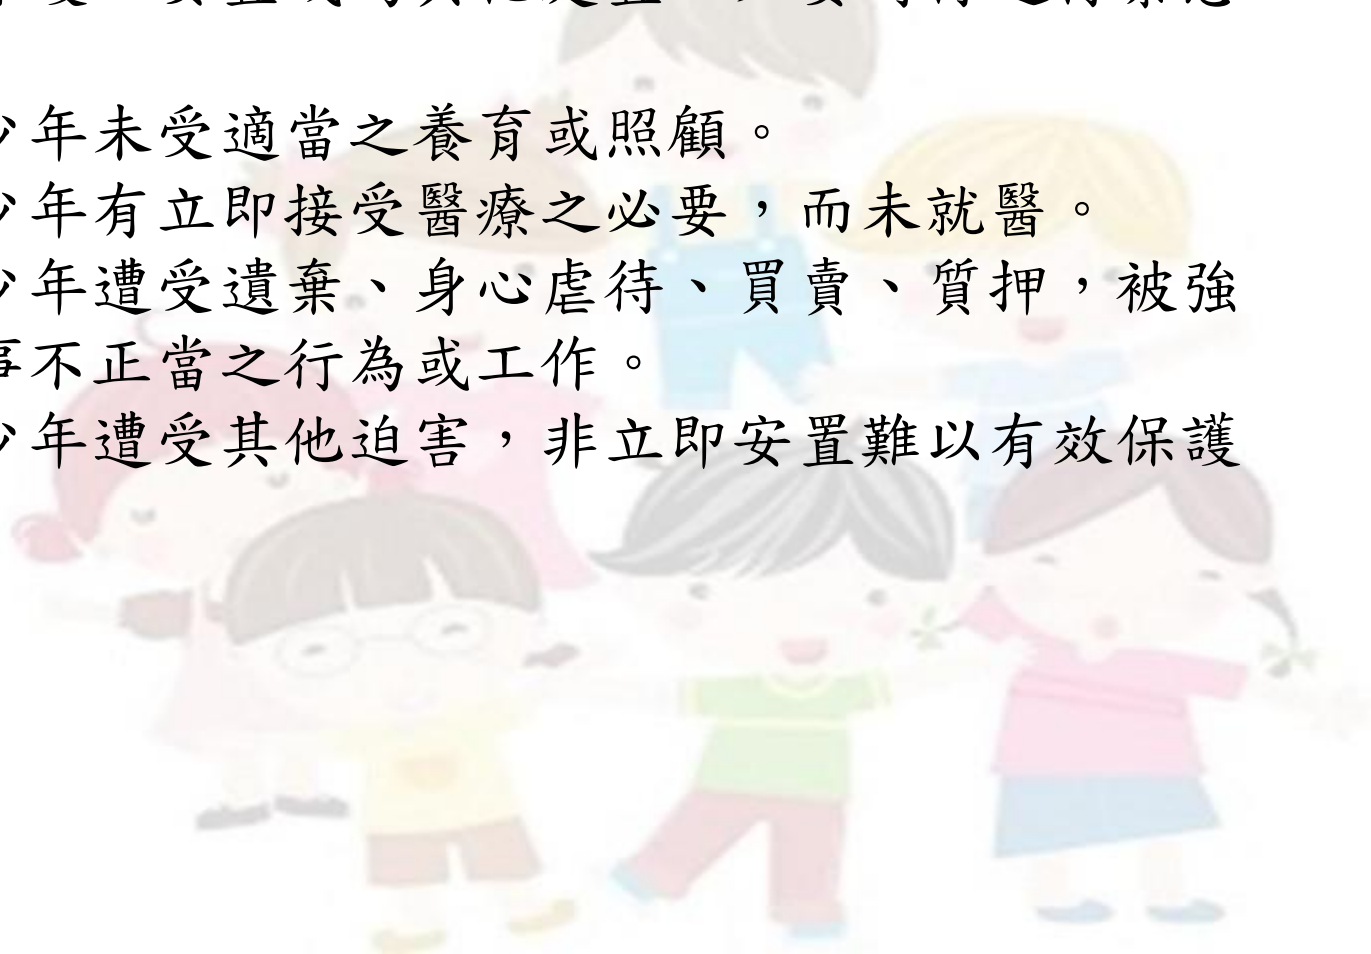 少年未受適當之養育或照顧。
少年有立即接受醫療之必要，而未就醫。
少年遭受遺棄、身心虐待、買賣、質押，被強
事不正當之行為或工作。
少年遭受其他迫害，非立即安置難以有效保護